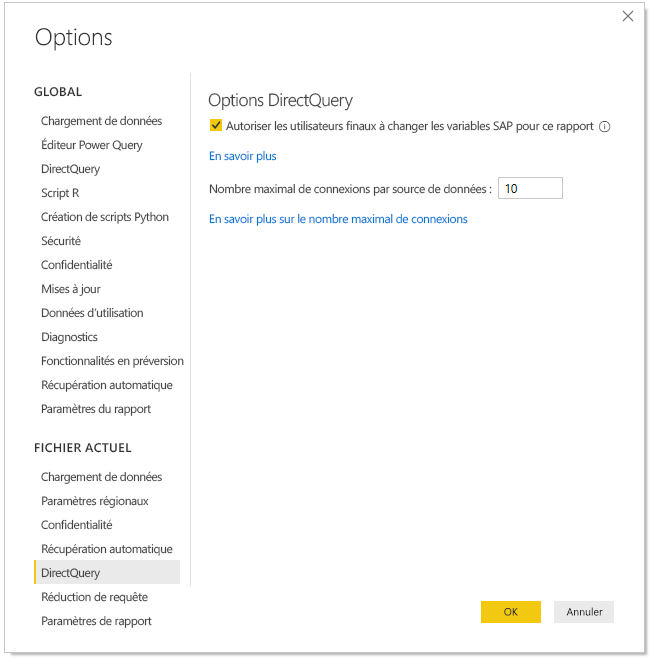 Options
GLOBAL
Chargement de données
Éditeur Power Query
DirectQuery
Script R
Création de scripts Python
Sécurité
Confidentialité
Mises à jour
Données d'utilisation
Diagnostics
Fonctionnalités en préversion
Récupération automatique
Paramètres du rapport
FICHIER ACTUEL
Chargement de données
Paramètres régionaux
Confidentialité
Récupération automatique
DirectQuery
Réduction de requête
Paramètres de rapport
Options DirectQuery
Autoriser les utilisateurs finaux à changer les variables SAP pour ce rapport
En savoir plus
Nombre maximal de connexions par source de données : 10
En savoir plus sur le nombre maximal de connexions
OK Annuler